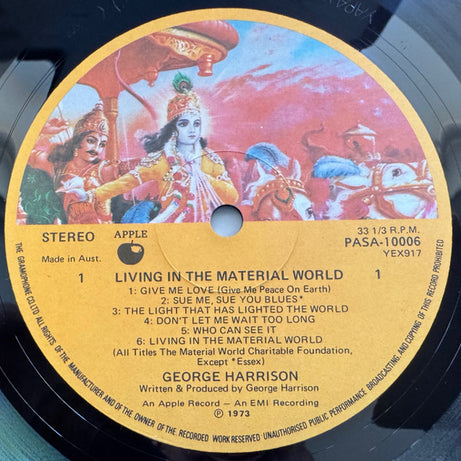 STEREO
Made in Aust.
APPLE
33 1/3 R.P.M.
PASA-10006
YEX917
1 LIVING IN THE MATERIAL WORLD 1
1: GIVE ME LOVE (Give Me Peace On Earth)
2: SUE ME, SUE YOU BLUES*
3: THE LIGHT THAT HAS LIGHTED THE WORLD
4: DON'T LET ME WAIT TOO LONG
5: WHO CAN SEE IT
6: LIVING IN THE MATERIAL WORLD
(All Titles The Material World Charitable Foundation,
Except *Essex)
GEORGE HARRISON
Written & Produced by George Harrison
An Apple Record - An EMI Recording
Ⓟ 1973
THE GRAMOPHONE CO. LTD. ALL RIGHTS OF THE MANUFACTURER AND OF THE OWNER OF THE RECORDED WORK RESERVED UNAUTHORISED PUBLIC PERFORMANCE BROADCASTING AND COPYING OF THIS RECORD PROHIBITED